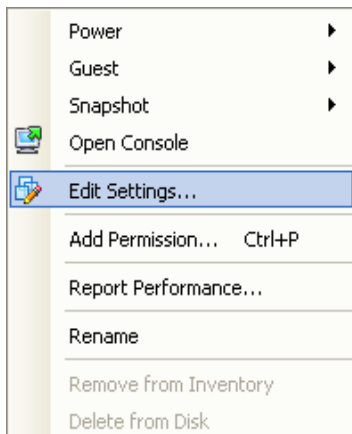 Power
Guest
Snapshot
Open Console
Edit Settings...
Add Permission... Ctrl+P
Report Performance...
Rename
Remove from Inventory
Delete from Disk